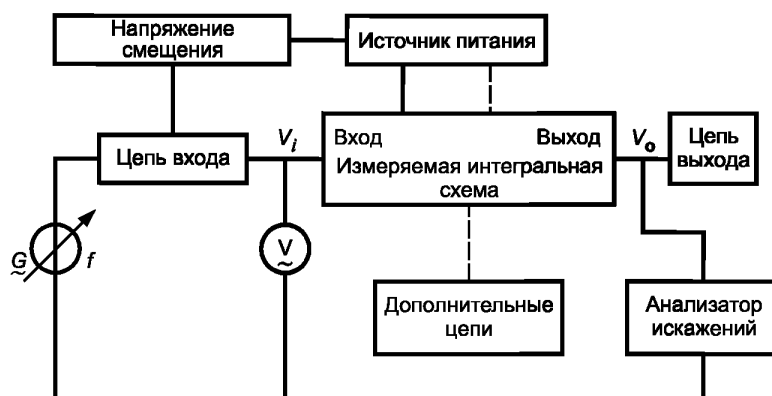 Напряжение
смещения
Источник питания
Вход
Выход
Измеряемая интегральная
схема
Цепь входа
V_i
V_o
Цепь
выхода
G
~
f
V
~
Дополнительные
цепи
Анализатор
искажений